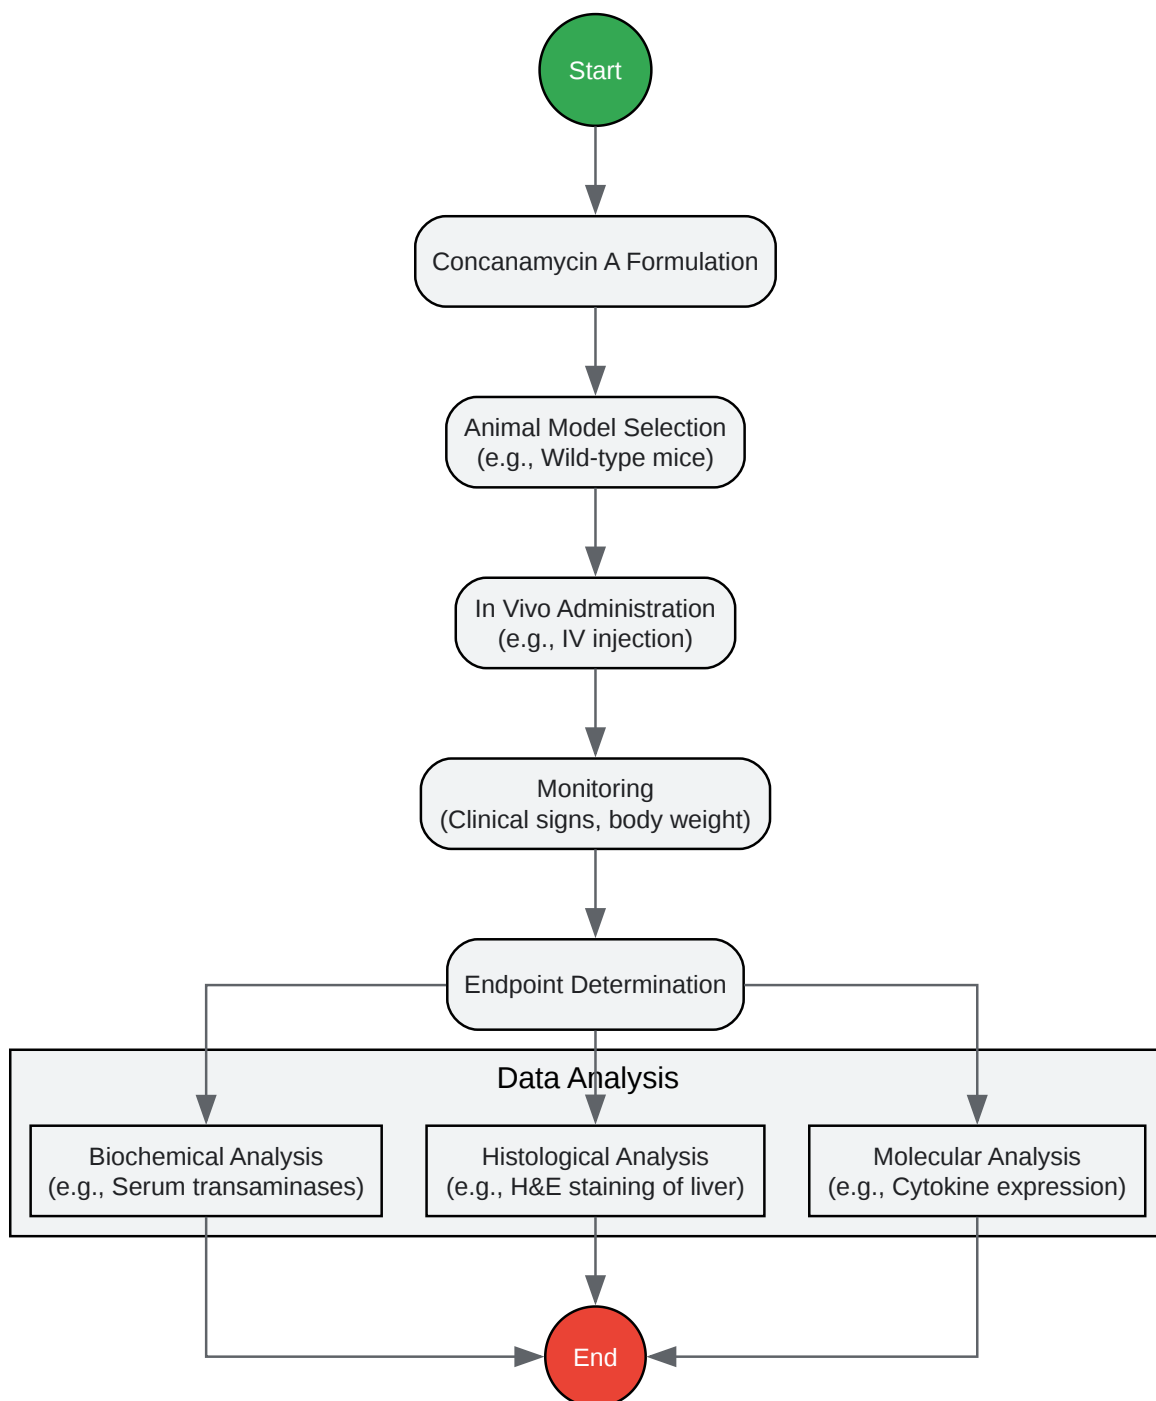 Start
Concanamycin A Formulation
Animal Model Selection
(e.g., Wild-type mice)
In Vivo Administration
(e.g., IV injection)
Monitoring
(Clinical signs, body weight)
Endpoint Determination
Data Analysis
Biochemical Analysis
(e.g., Serum transaminases)
Histological Analysis
(e.g., H&E staining of liver)
Molecular Analysis
(e.g., Cytokine expression)
End